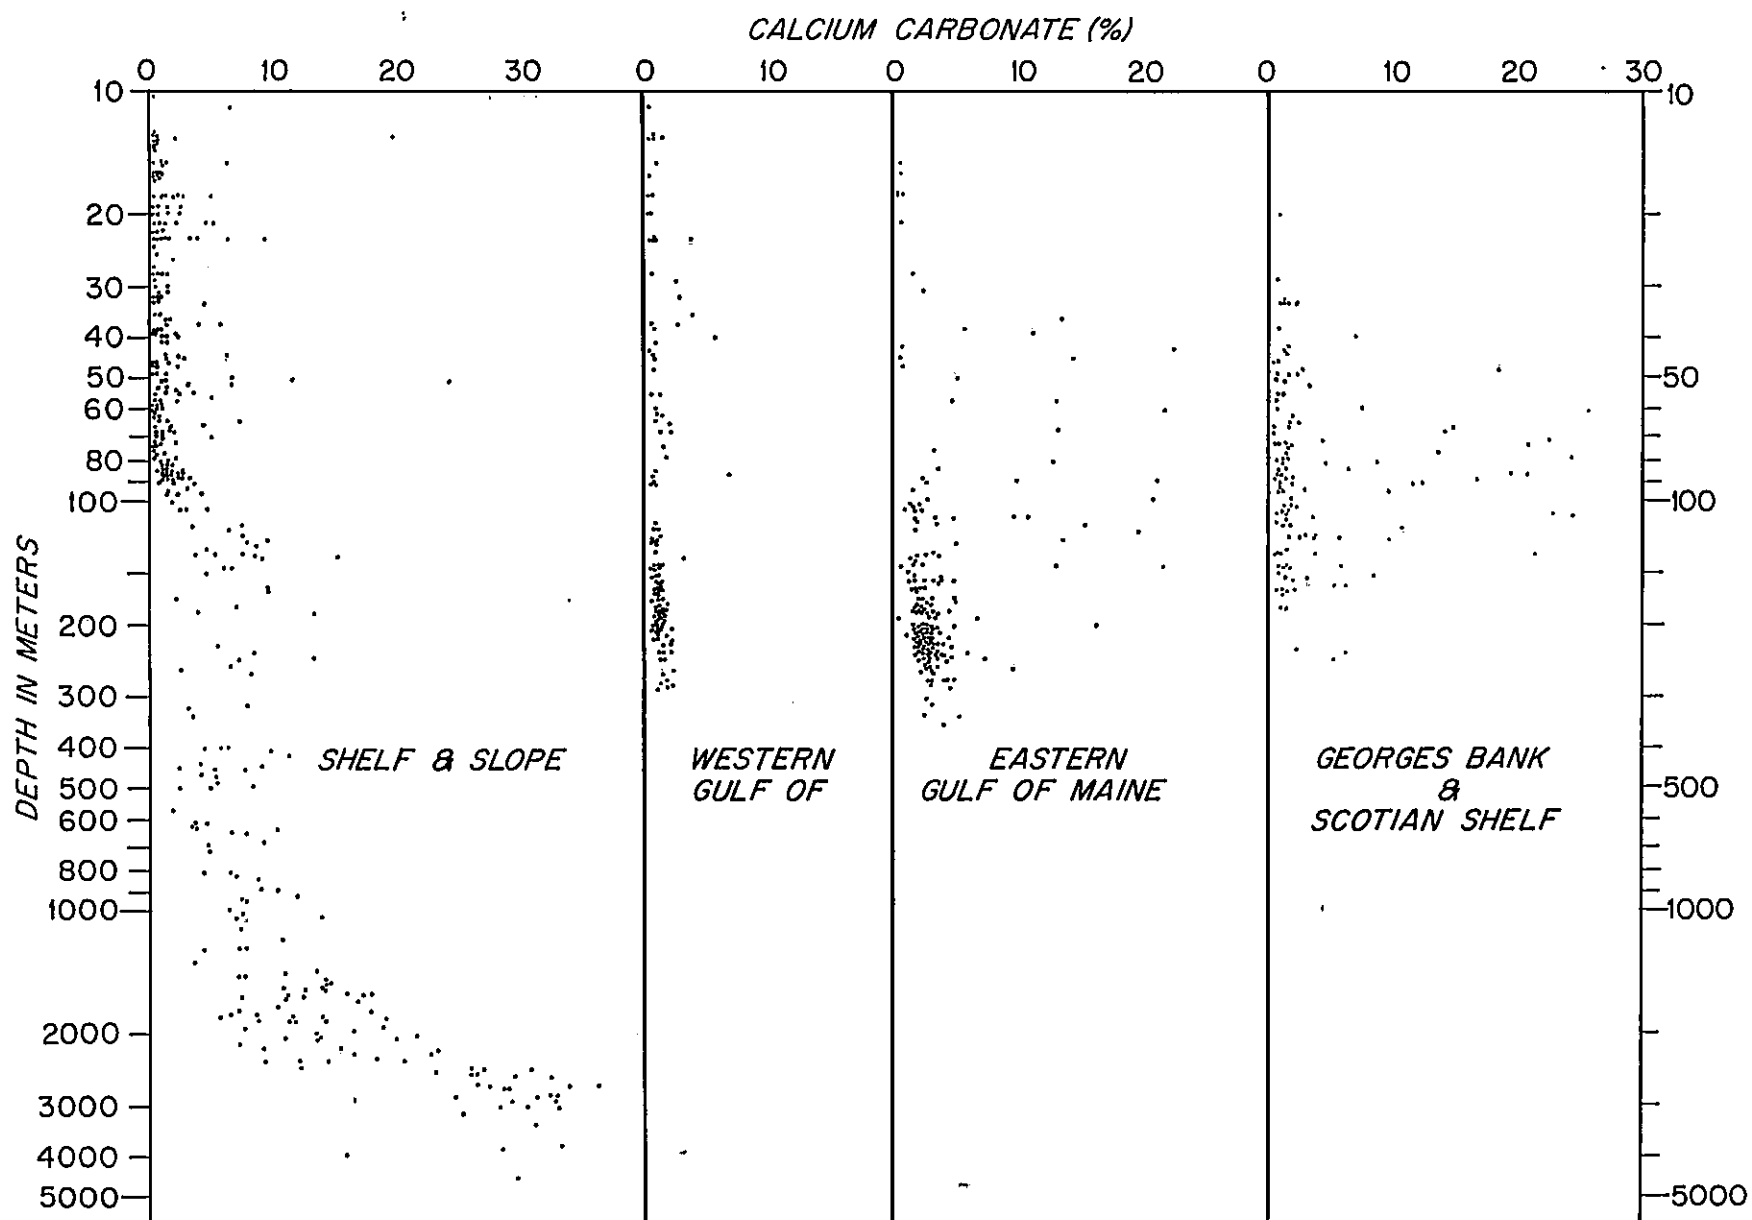 CALCIUM CARBONATE (%)
0 10 20 30 0 10 0 10 20 0 10 20 30
10 10
20
30
40
50 50
60
80
100 100
200
300
400
500 500
600
800
1000 1000
2000
3000
4000
5000 5000
DEPTH IN METERS
SHELF & SLOPE
WESTERN
GULF OF
EASTERN
GULF OF MAINE
GEORGES BANK
&
SCOTIAN SHELF